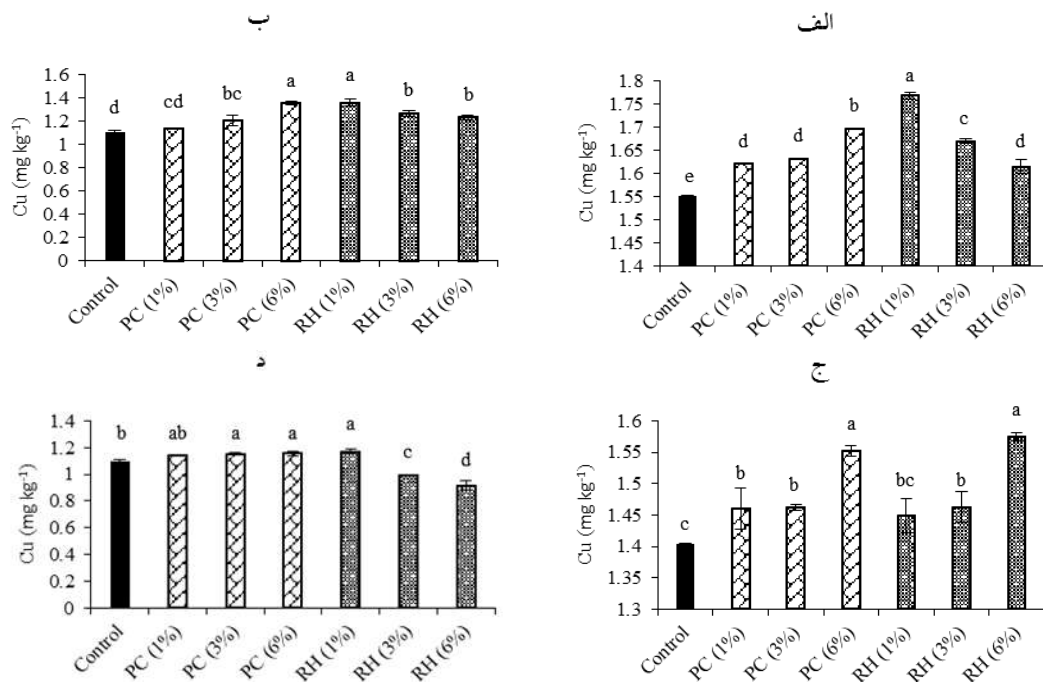 الف
Cu (mg kg⁻¹)
1.8
1.75
1.7
1.65
1.6
1.55
1.5
1.45
1.4
e
d
d
b
a
c
d
Control
PC (1%)
PC (3%)
PC (6%)
RH (1%)
RH (3%)
RH (6%)
ب
Cu (mg kg⁻¹)
1.6
1.4
1.2
1
0.8
0.6
0.4
0.2
0
d
cd
bc
a
a
b
b
Control
PC (1%)
PC (3%)
PC (6%)
RH (1%)
RH (3%)
RH (6%)
ج
Cu (mg kg⁻¹)
1.6
1.55
1.5
1.45
1.4
1.35
1.3
c
b
b
a
bc
b
a
Control
PC (1%)
PC (3%)
PC (6%)
RH (1%)
RH (3%)
RH (6%)
د
Cu (mg kg⁻¹)
1.4
1.2
1
0.8
0.6
0.4
0.2
0
b
ab
a
a
a
c
d
Control
PC (1%)
PC (3%)
PC (6%)
RH (1%)
RH (3%)
RH (6%)